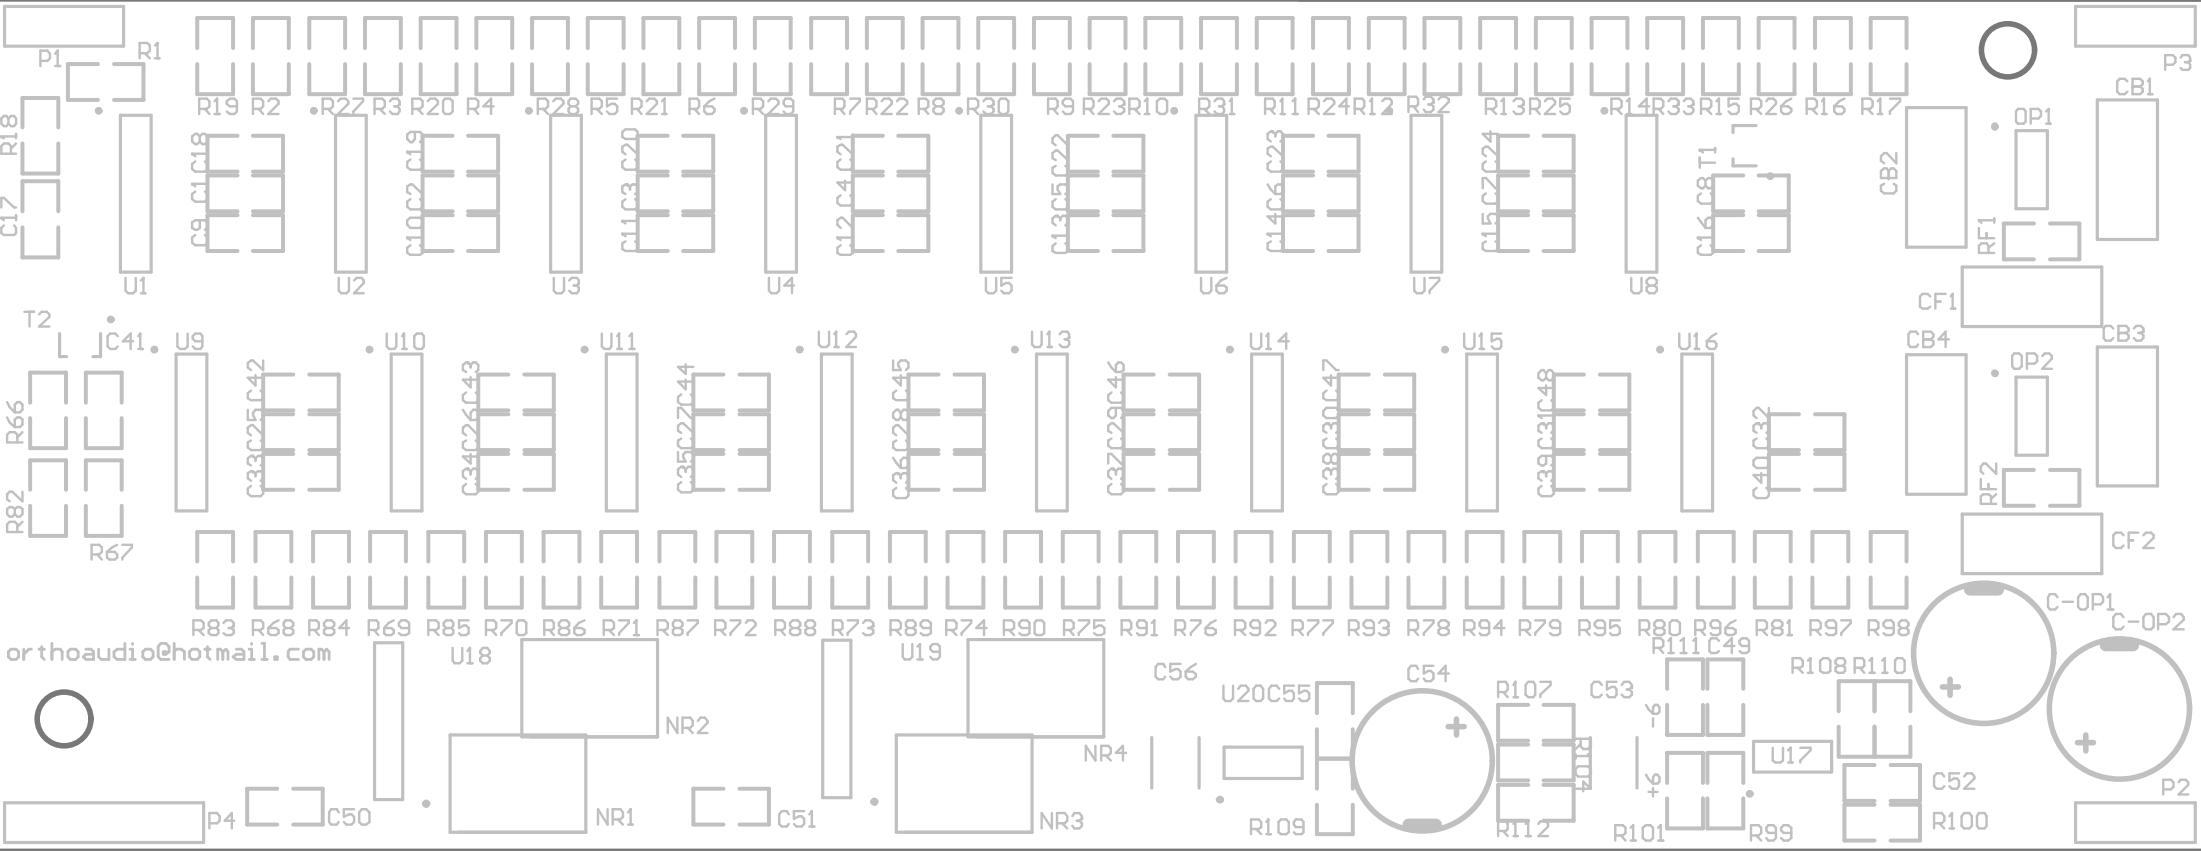 P1 R1 P3
CB1
R19 R2 R27 R3 R20 R4 R28 R5 R21 R6 R29 R7 R22 R8 R30 R9 R23 R10 R31 R11 R24 R12 R32 R13 R25 R14 R33 R15 R26 R16 R17
OP1
R18 C18 C19 C20 C21 C22 C23 C24 T1 CB2
C1 C2 C3 C4 C5 C6 C7 C8
C17 C9 C10 C11 C12 C13 C14 C15 C16 RF1
U1 U2 U3 U4 U5 U6 U7 U8
CF1
T2 C41 U9 U10 U11 U12 U13 U14 U15 U16 CB4 CB3
OP2
C42 C43 C44 C45 C46 C47 C48
R66 C25 C26 C27 C28 C29 C30 C31 C32
C33 C34 C35 C36 C37 C38 C39 C40 RF2
R82
R67 CF2
R83 R68 R84 R69 R85 R70 R86 R71 R87 R72 R88 R73 R89 R74 R90 R75 R91 R76 R92 R77 R93 R78 R94 R79 R95 R80 R96 R81 R97 R98
C-OP1
C-OP2
orthoaudio@hotmail.com
U18 U19 R111 C49
C56 C54 R108 R110
U20 C55 R107 C53
NR2 -6
NR4 R104 U17
+6 C52 P2
P4 C50 NR1 C51 NR3 R109 R112 R101 R99 R100